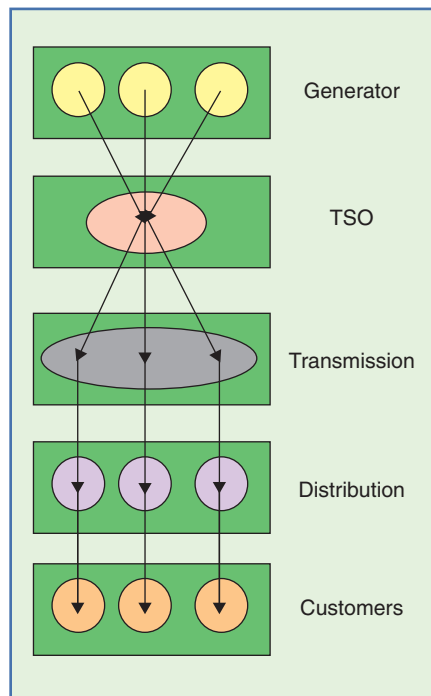 Generator
TSO
Transmission
Distribution
Customers